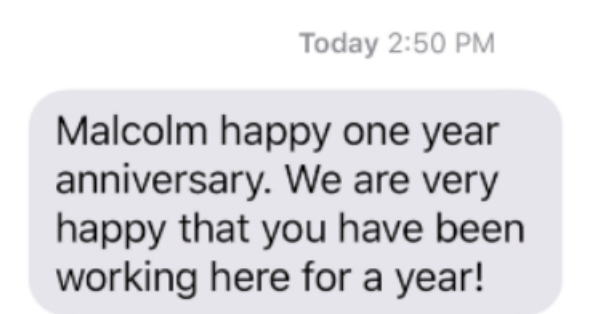 Today 2:50 PM
Malcolm happy one year
anniversary. We are very
happy that you have been
working here for a year!